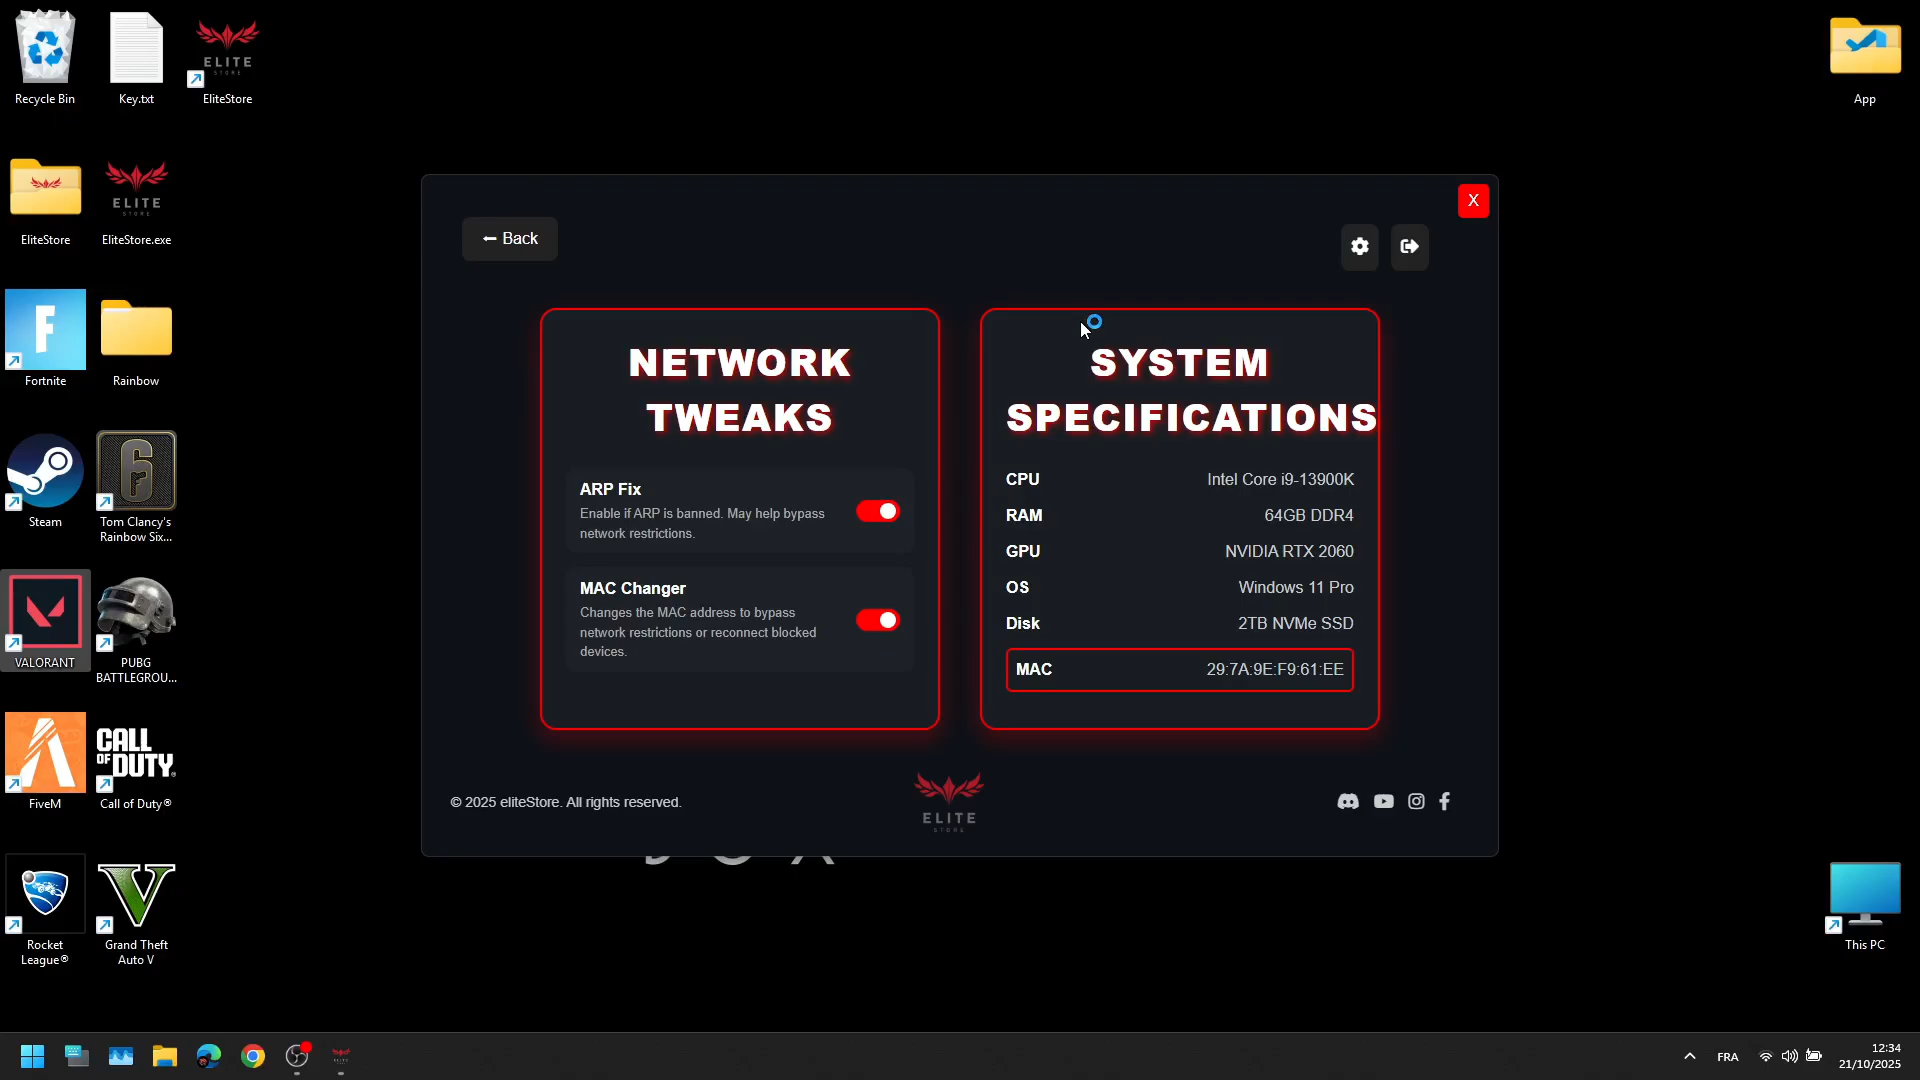 Recycle Bin
Key.txt
ELITE
STORE
EliteStore
App
EliteStore
ELITE
STORE
EliteStore.exe
Fortnite
Rainbow
Steam
Tom Clancy's
Rainbow Six...
VALORANT
PUBG
BATTLEGROU...
FiveM
CALL
OF DUTY
Call of Duty®
Rocket
League®
Grand Theft
Auto V
This PC
X
Back
NETWORK
TWEAKS
ARP Fix
Enable if ARP is banned. May help bypass
network restrictions.
MAC Changer
Changes the MAC address to bypass
network restrictions or reconnect blocked
devices.
SYSTEM
SPECIFICATIONS
CPU Intel Core i9-13900K
RAM 64GB DDR4
GPU NVIDIA RTX 2060
OS Windows 11 Pro
Disk 2TB NVMe SSD
MAC 29:7A:9E:F9:61:EE
© 2025 eliteStore. All rights reserved.
ELITE
STORE
FRA
12:34
21/10/2025